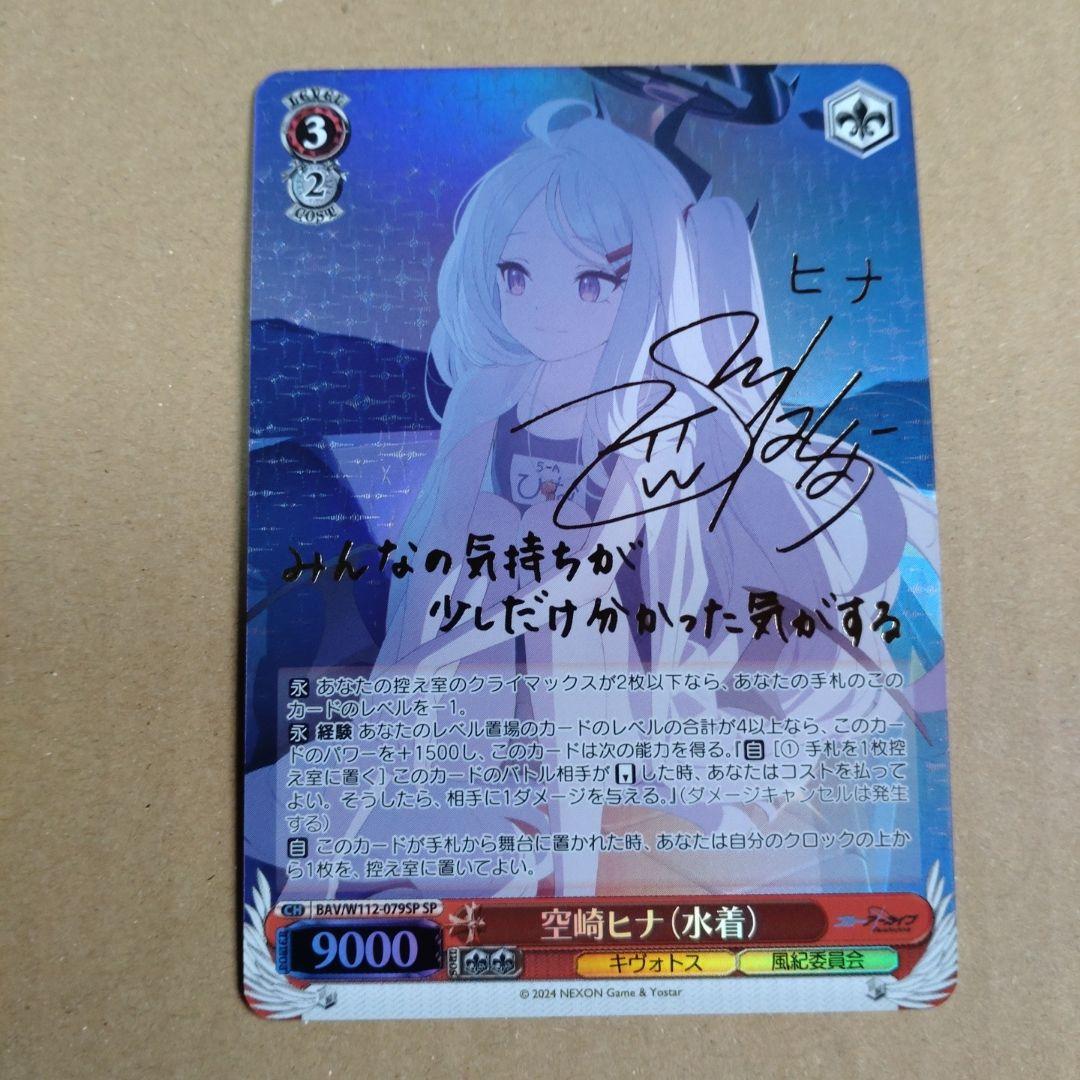 LEVEL
3
2
COST
ヒナ
5-A
みんなの気持ちが
少しだけ分かった気がする
永 あなたの控え室のクライマックスが2枚以下なら、あなたの手札のこの
カードのレベルを－1。
永 経験 あなたのレベル置場のカードのレベルの合計が4以上なら、このカー
ドのパワーを＋1500し、このカードは次の能力を得る。『自［① 手札を1枚控
え室に置く］ このカードのバトル相手が した時、あなたはコストを払って
よい。そうしたら、相手に1ダメージを与える。』（ダメージキャンセルは発生
する）
自 このカードが手札から舞台に置かれた時、あなたは自分のクロックの上か
ら1枚を、控え室に置いてよい。
CH BAV/W112-079SP SP
空崎ヒナ（水着）
ブルーアーカイブ
POWER
9000
SOUL
キヴォトス
風紀委員会
© 2024 NEXON Game & Yostar